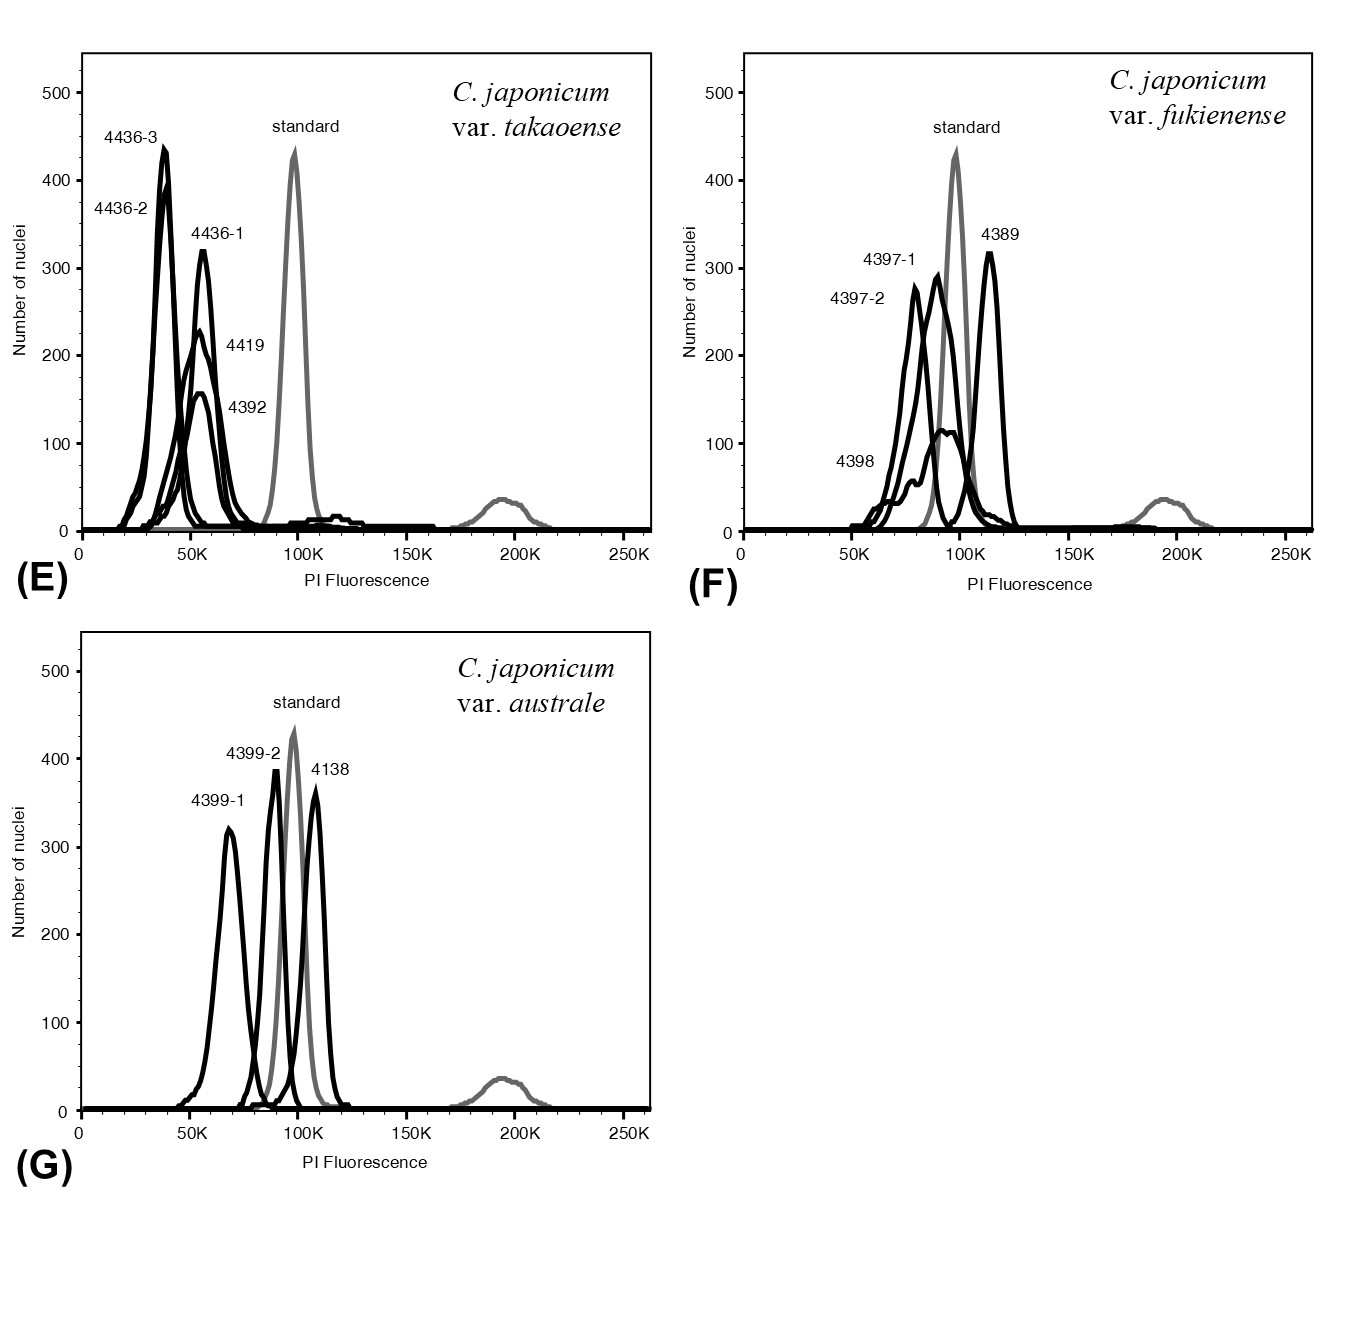 C. japonicum
var. takaoense
500
400
300
200
100
0
Number of nuclei
4436-3
4436-2
4436-1
4419
4392
standard
0
50K
100K
150K
200K
250K
PI Fluorescence
(E)
C. japonicum
var. fukienense
500
400
300
200
100
0
Number of nuclei
standard
4397-1
4397-2
4389
4398
0
50K
100K
150K
200K
250K
PI Fluorescence
(F)
C. japonicum
var. australe
500
400
300
200
100
0
Number of nuclei
standard
4399-2
4138
4399-1
0
50K
100K
150K
200K
250K
PI Fluorescence
(G)